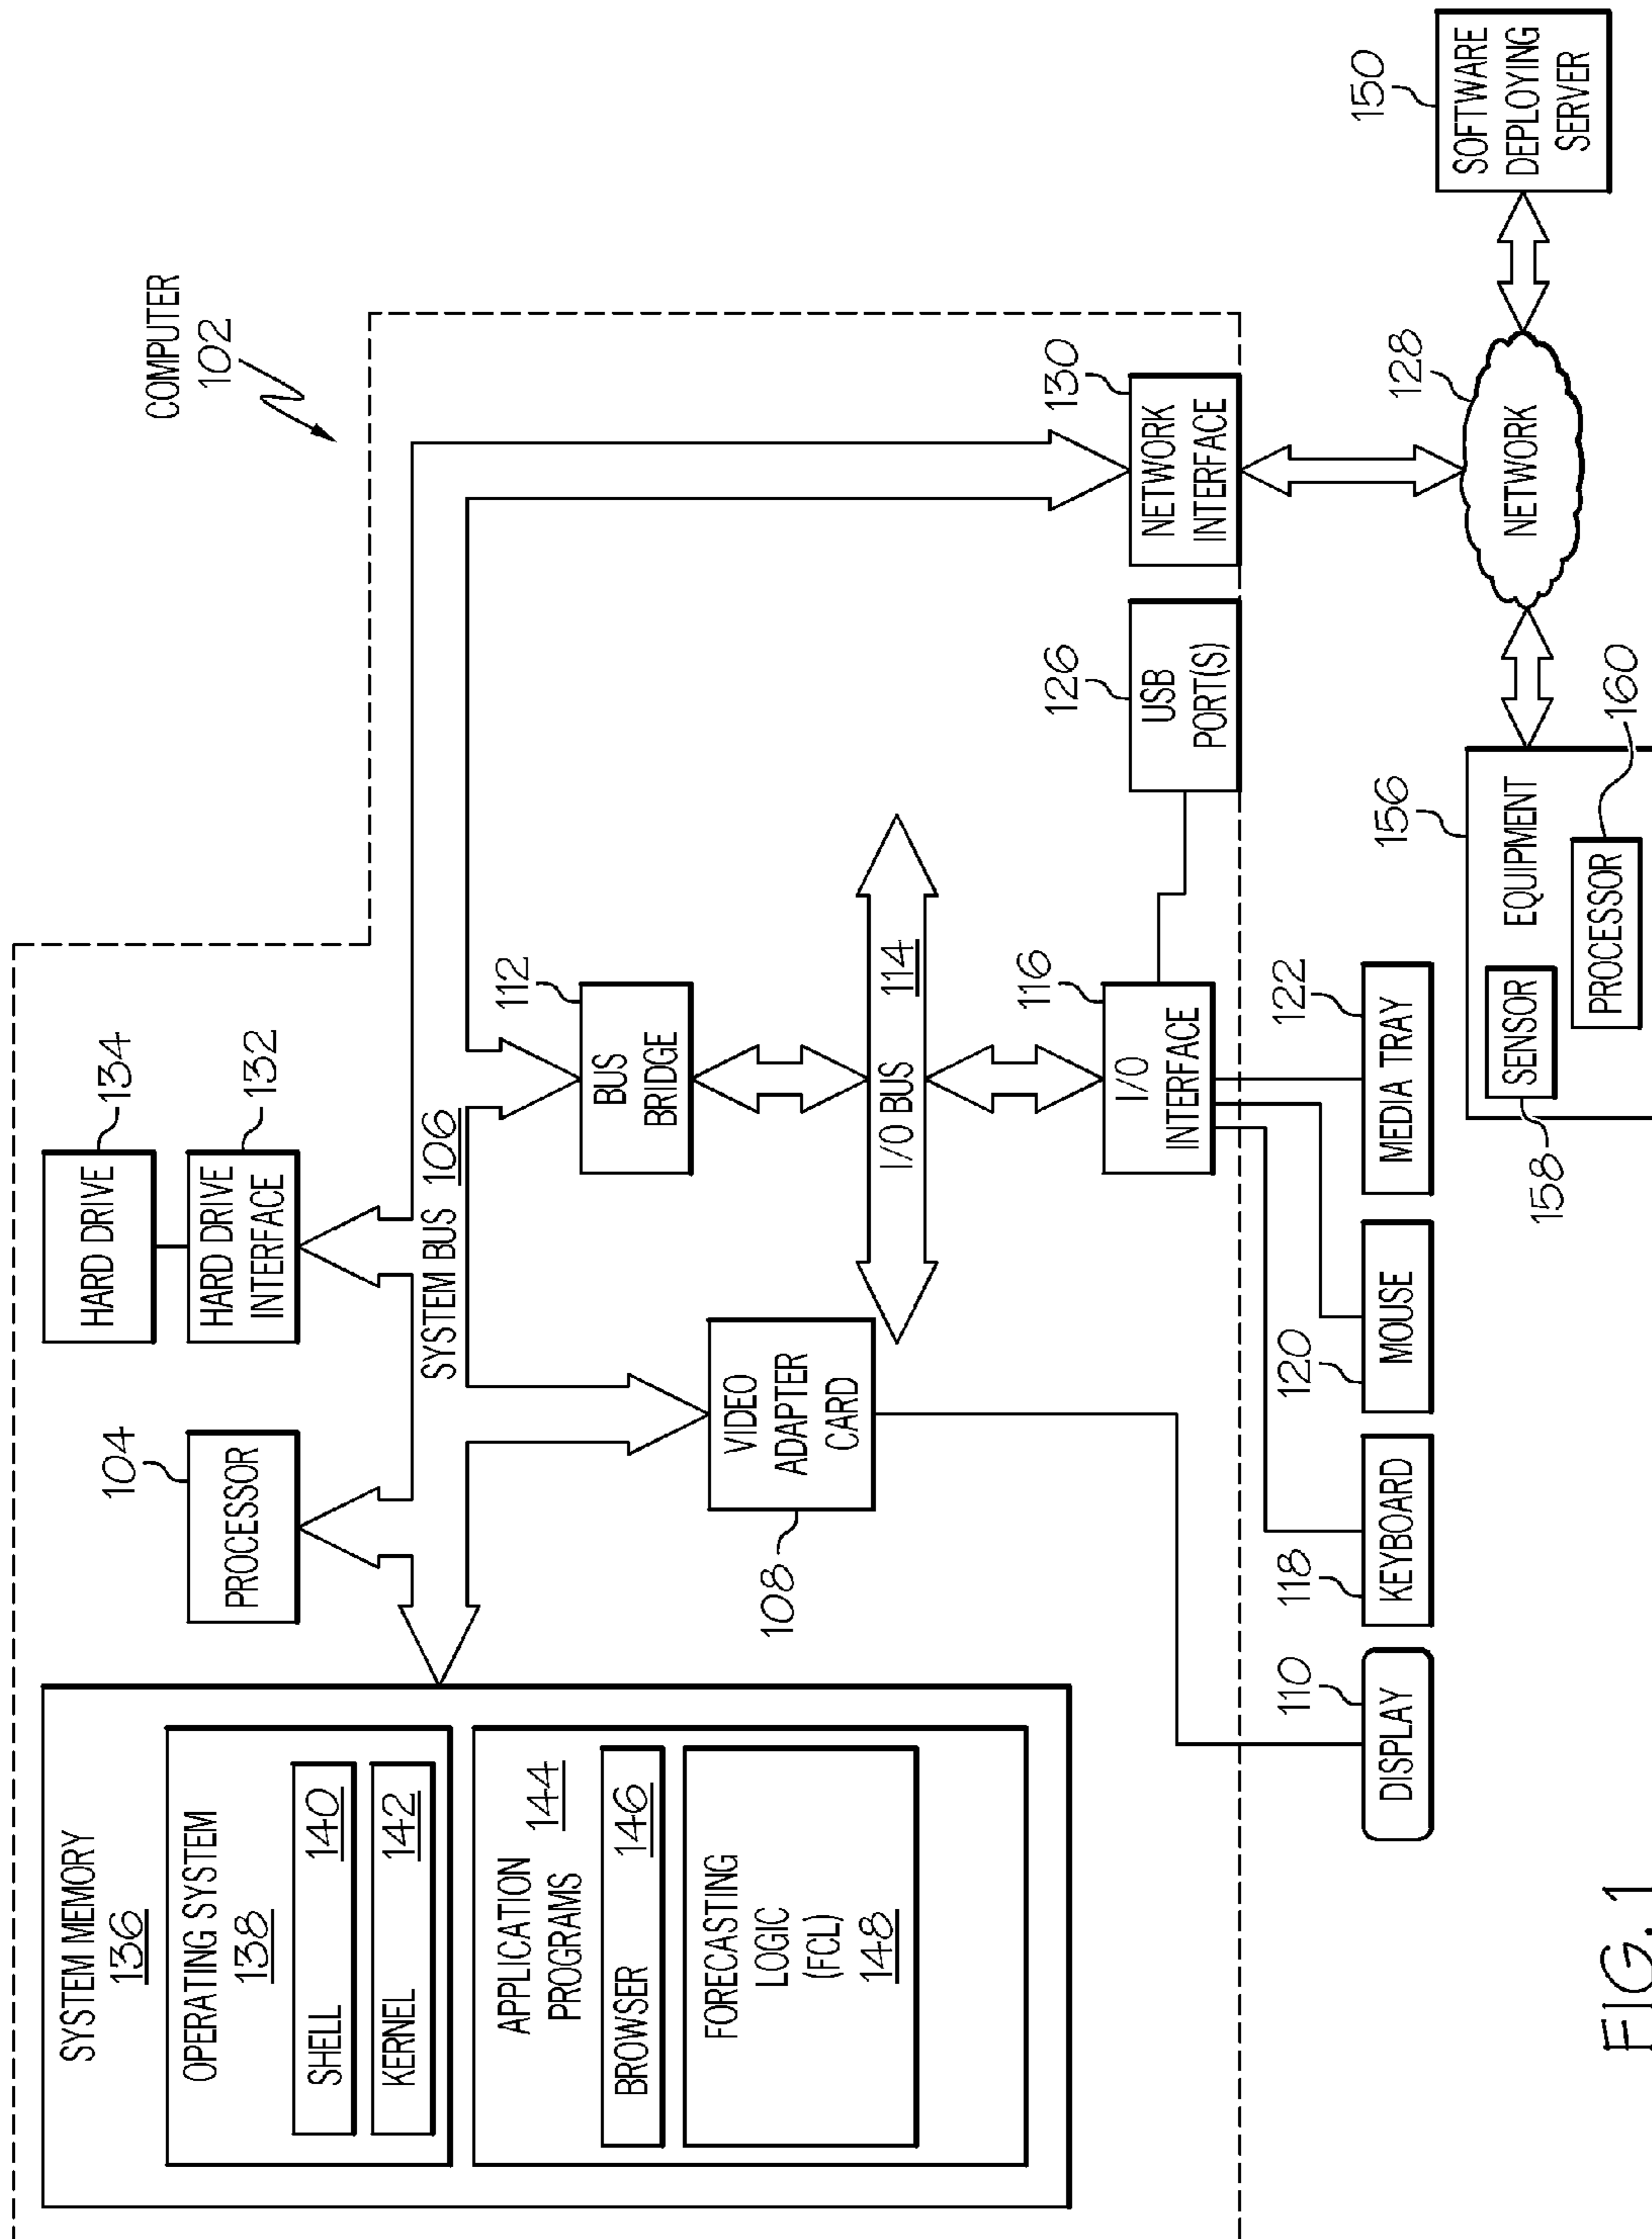 COMPUTER
102
SYSTEM MEMORY
136
OPERATING SYSTEM
138
SHELL 140
KERNEL 142
APPLICATION
PROGRAMS 144
BROWSER 146
FORECASTING
LOGIC
(FCL)
148
104
PROCESSOR
HARD DRIVE
134
HARD DRIVE
INTERFACE
132
SYSTEM BUS 106
VIDEO
ADAPTER
CARD
108
112
BUS
BRIDGE
I/O BUS 114
116
I/O
INTERFACE
126
USB
PORT(S)
130
NETWORK
INTERFACE
110
DISPLAY
118
KEYBOARD
120
MOUSE
122
MEDIA TRAY
156
EQUIPMENT
SENSOR
158
PROCESSOR
160
128
NETWORK
150
SOFTWARE
DEPLOYING
SERVER
FIG. 1